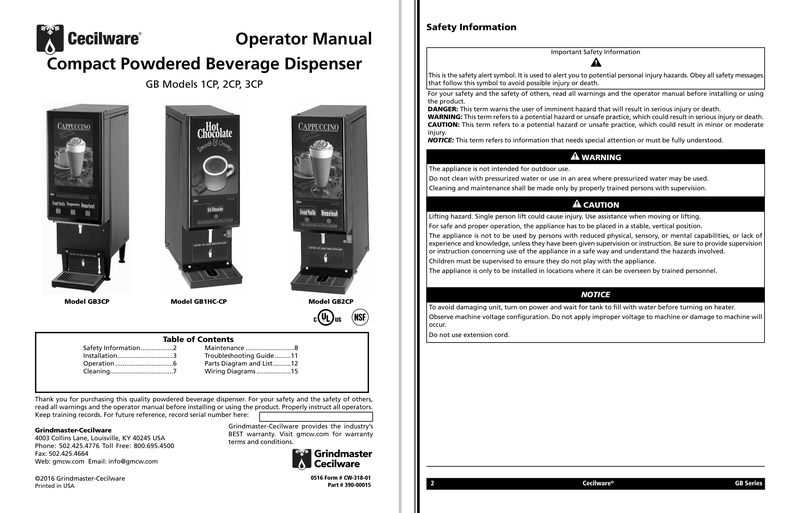 Cecilware®
Operator Manual
Compact Powdered Beverage Dispenser
GB Models 1CP, 2CP, 3CP
CAPPUCCINO
Hot Chocolate
Smooth & Creamy
CAPPUCCINO
Hot Chocolate
Model GB3CP
Model GB1HC-CP
Model GB2CP
C UL US
NSF
Table of Contents
Safety Information..................2
Installation...............................3
Operation ................................6
Cleaning...................................7
Maintenance ...........................8
Troubleshooting Guide.........11
Parts Diagram and List..........12
Wiring Diagrams ...................15
Thank you for purchasing this quality powdered beverage dispenser. For your safety and the safety of others,
read all warnings and the operator manual before installing or using the product. Properly instruct all operators.
Keep training records. For future reference, record serial number here:
Grindmaster-Cecilware
4003 Collins Lane, Louisville, KY 40245 USA
Phone: 502.425.4776 Toll Free: 800.695.4500
Fax: 502.425.4664
Web: gmcw.com Email: info@gmcw.com
Grindmaster-Cecilware provides the industry's
BEST warranty. Visit gmcw.com for warranty
terms and conditions.
Grindmaster
Cecilware
©2016 Grindmaster-Cecilware
Printed in USA
0516 Form # CW-318-01
Part # 390-00015
Safety Information
Important Safety Information
This is the safety alert symbol. It is used to alert you to potential personal injury hazards. Obey all safety messages
that follow this symbol to avoid possible injury or death.
For your safety and the safety of others, read all warnings and the operator manual before installing or using
the product.
DANGER: This term warns the user of imminent hazard that will result in serious injury or death.
WARNING: This term refers to a potential hazard or unsafe practice, which could result in serious injury or death.
CAUTION: This term refers to a potential hazard or unsafe practice, which could result in minor or moderate
injury.
NOTICE: This term refers to information that needs special attention or must be fully understood.
WARNING
The appliance is not intended for outdoor use.
Do not clean with pressurized water or use in an area where pressurized water may be used.
Cleaning and maintenance shall be made only by properly trained persons with supervision.
CAUTION
Lifting hazard. Single person lift could cause injury. Use assistance when moving or lifting.
For safe and proper operation, the appliance has to be placed in a stable, vertical position.
The appliance is not to be used by persons with reduced physical, sensory, or mental capabilities, or lack of
experience and knowledge, unless they have been given supervision or instruction. Be sure to provide supervision
or instruction concerning use of the appliance in a safe way and understand the hazards involved.
Children must be supervised to ensure they do not play with the appliance.
The appliance is only to be installed in locations where it can be overseen by trained personnel.
NOTICE
To avoid damaging unit, turn on power and wait for tank to fill with water before turning on heater.
Observe machine voltage configuration. Do not apply improper voltage to machine or damage to machine will
occur.
Do not use extension cord.
2
Cecilware®
GB Series